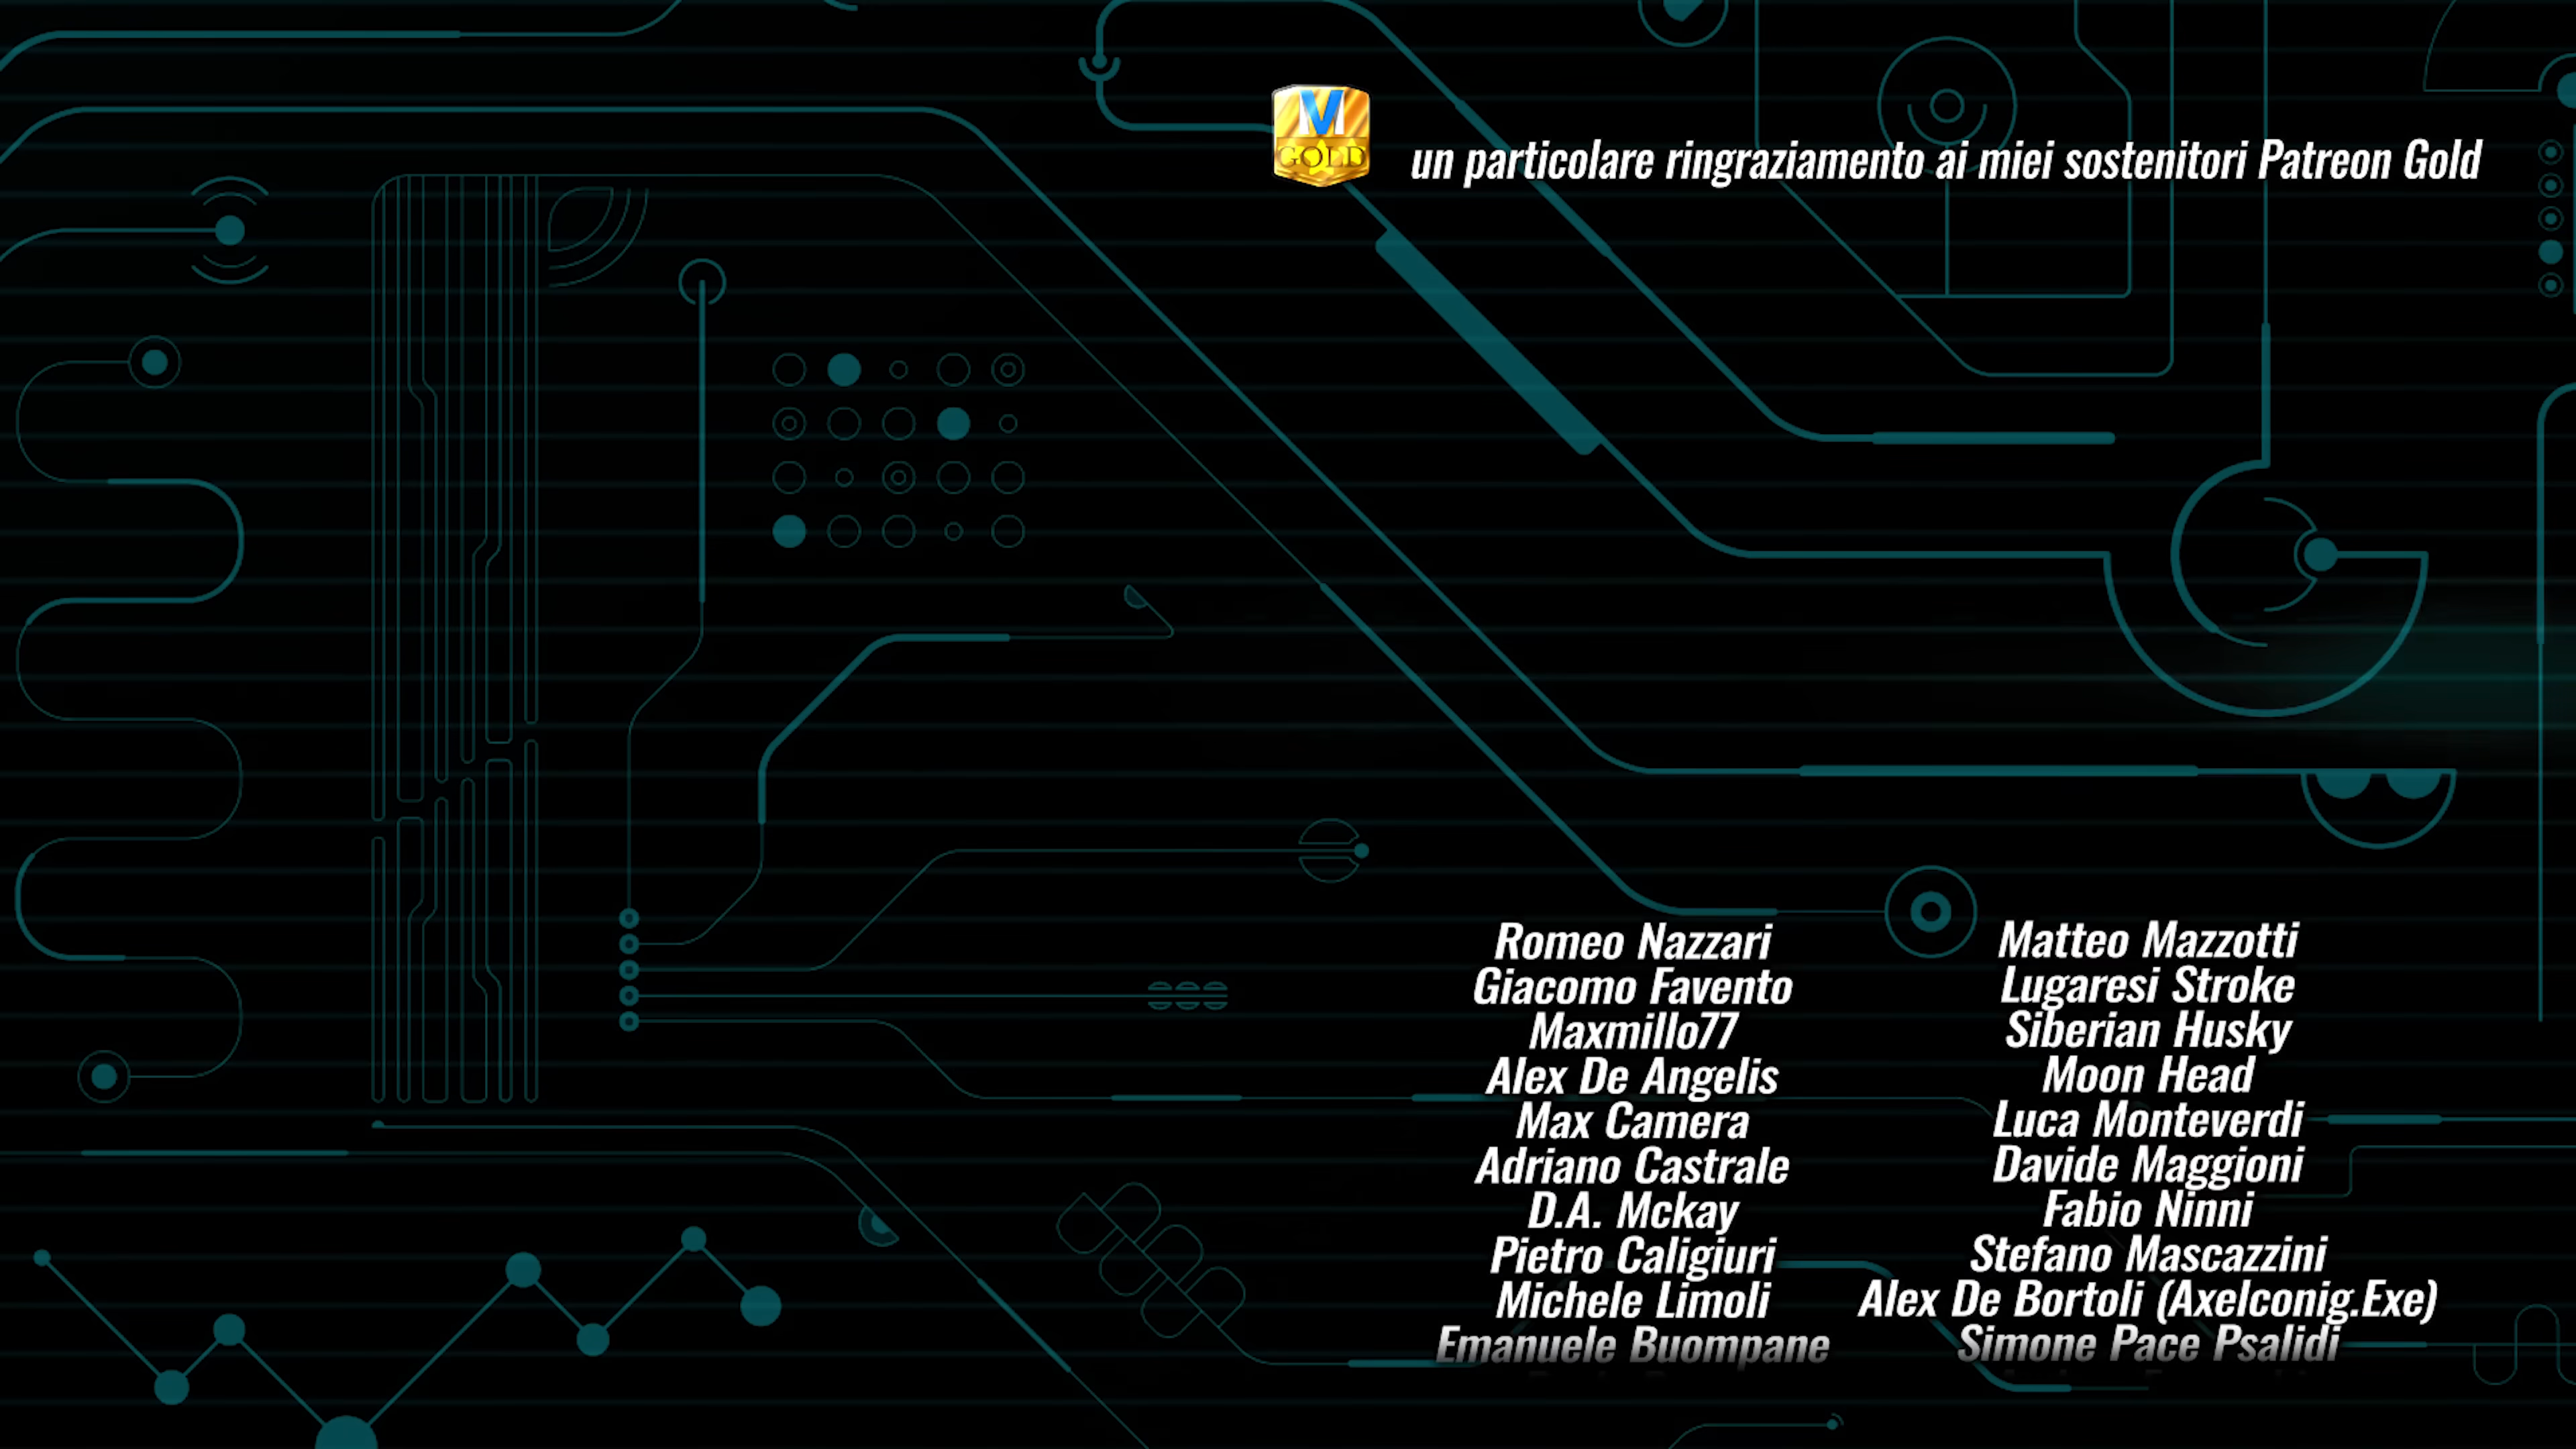 M
GOLD
un particolare ringraziamento ai miei sostenitori Patreon Gold
Romeo Nazzari
Giacomo Favento
Maxmillo77
Alex De Angelis
Max Camera
Adriano Castrale
D.A. Mckay
Pietro Caligiuri
Michele Limoli
Emanuele Buompane
Matteo Mazzotti
Lugaresi Stroke
Siberian Husky
Moon Head
Luca Monteverdi
Davide Maggioni
Fabio Ninni
Stefano Mascazzini
Alex De Bortoli (Axelconig.Exe)
Simone Pace Psalidi